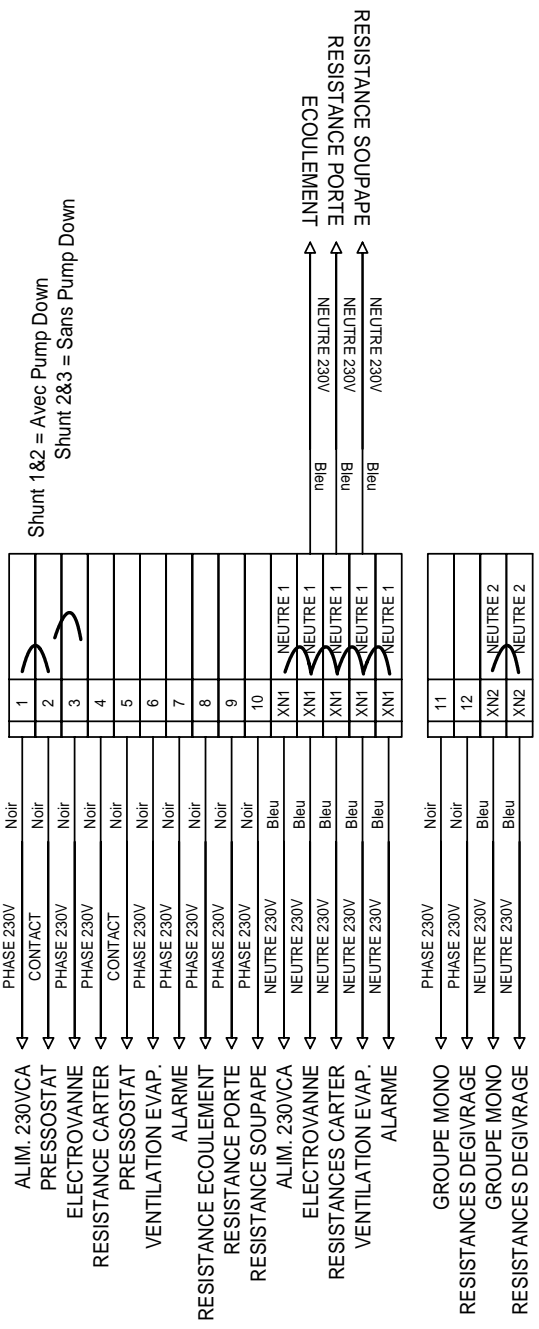 Shunt 1&2 = Avec Pump Down
Shunt 2&3 = Sans Pump Down
ALIM. 230VCA PHASE 230V Noir 1
PRESSOSTAT CONTACT Noir 2
ELECTROVANNE PHASE 230V Noir 3
RESISTANCE CARTER PHASE 230V Noir 4
PRESSOSTAT CONTACT Noir 5
VENTILATION EVAP. PHASE 230V Noir 6
ALARME PHASE 230V Noir 7
RESISTANCE ECOULEMENT PHASE 230V Noir 8
RESISTANCE PORTE PHASE 230V Noir 9
RESISTANCE SOUPAPE PHASE 230V Noir 10
ALIM. 230VCA NEUTRE 230V Bleu XN1 NEUTRE 1
ELECTROVANNE NEUTRE 230V Bleu XN1 NEUTRE 1 Bleu NEUTRE 230V ECOULEMENT
RESISTANCES CARTER NEUTRE 230V Bleu XN1 NEUTRE 1 Bleu NEUTRE 230V RESISTANCE PORTE
VENTILATION EVAP. NEUTRE 230V Bleu XN1 NEUTRE 1 Bleu NEUTRE 230V RESISTANCE SOUPAPE
ALARME NEUTRE 230V Bleu XN1 NEUTRE 1
GROUPE MONO PHASE 230V Noir 11
RESISTANCES DEGIVRAGE PHASE 230V Noir 12
GROUPE MONO NEUTRE 230V Bleu XN2 NEUTRE 2
RESISTANCES DEGIVRAGE NEUTRE 230V Bleu XN2 NEUTRE 2